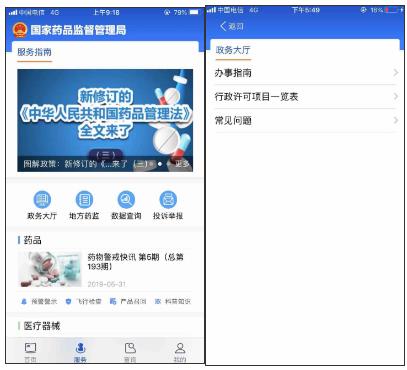 中国电信 4G
上午9:18
79%
国家药品监督管理局
服务指南
新修订的
《中华人民共和国药品管理法》
全文来了
(三)
图解政策:新修订的《...来了(三)
更多
政务大厅
地方药监
数据查询
投诉举报
药品
药物警戒快讯 第5期(总第
193期)
2019-05-31
预警警示
飞行检查
产品召回
科普知识
医疗器械
首页
服务
查询
我的
中国电信 4G
下午5:49
16%
返回
政务大厅
办事指南
行政许可项目一览表
常见问题